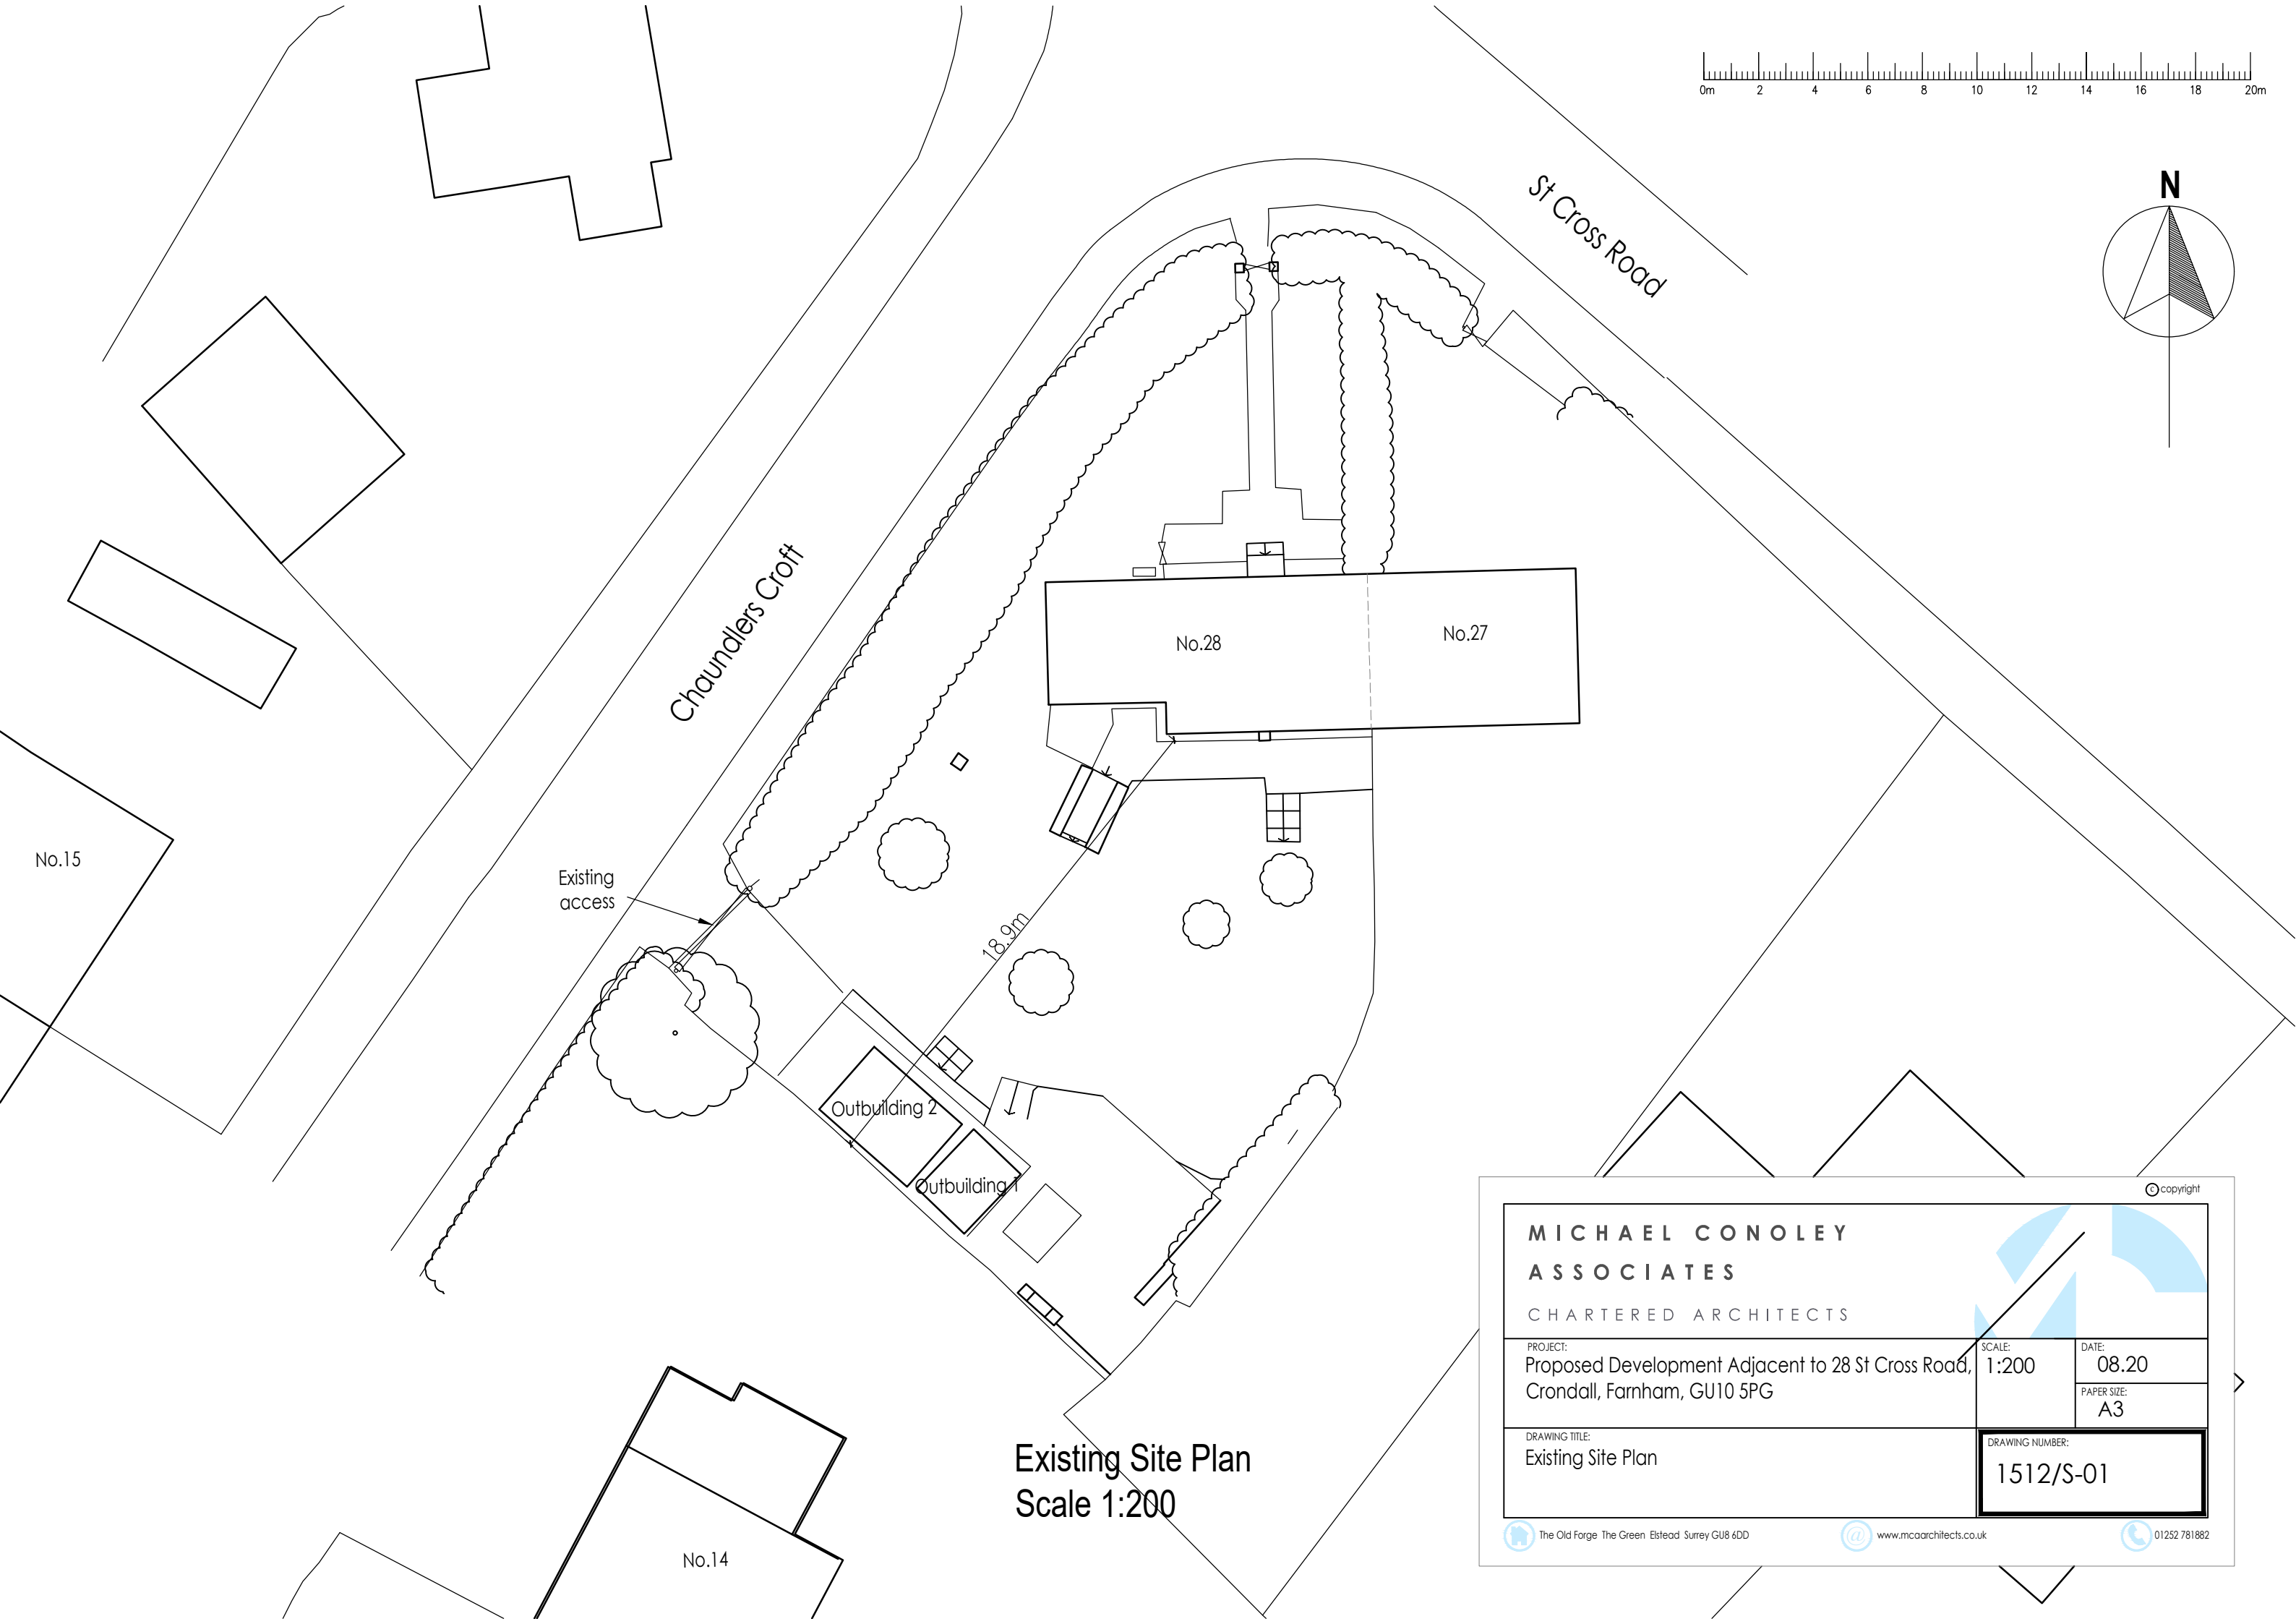 0m 2 4 6 8 10 12 14 16 18 20m
N
St Cross Road
Chaundlers Croft
No.28
No.27
No.15
Existing
access
18.9m
Outbuilding 2
Outbuilding 1
No.14
Existing Site Plan
Scale 1:200
c copyright
MICHAEL CONOLEY
ASSOCIATES
CHARTERED ARCHITECTS
PROJECT:
Proposed Development Adjacent to 28 St Cross Road,
Crondall, Farnham, GU10 5PG
SCALE:
1:200
DATE:
08.20
PAPER SIZE:
A3
DRAWING TITLE:
Existing Site Plan
DRAWING NUMBER:
1512/S-01
The Old Forge The Green Elstead Surrey GU8 6DD
@ www.mcaarchitects.co.uk
01252 781882